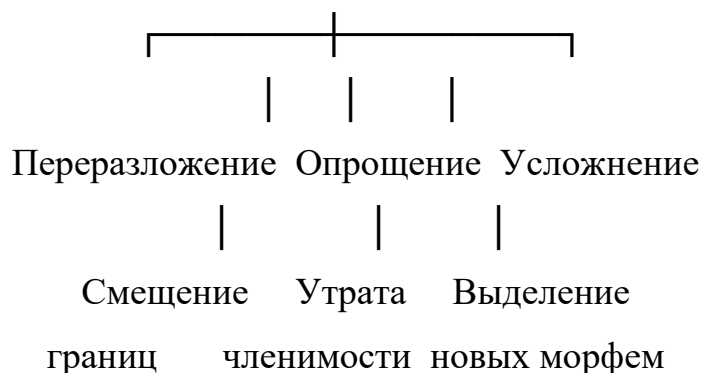 Переразложение Опрощение Усложнение
Смещение Утрата Выделение
границ членимости новых морфем